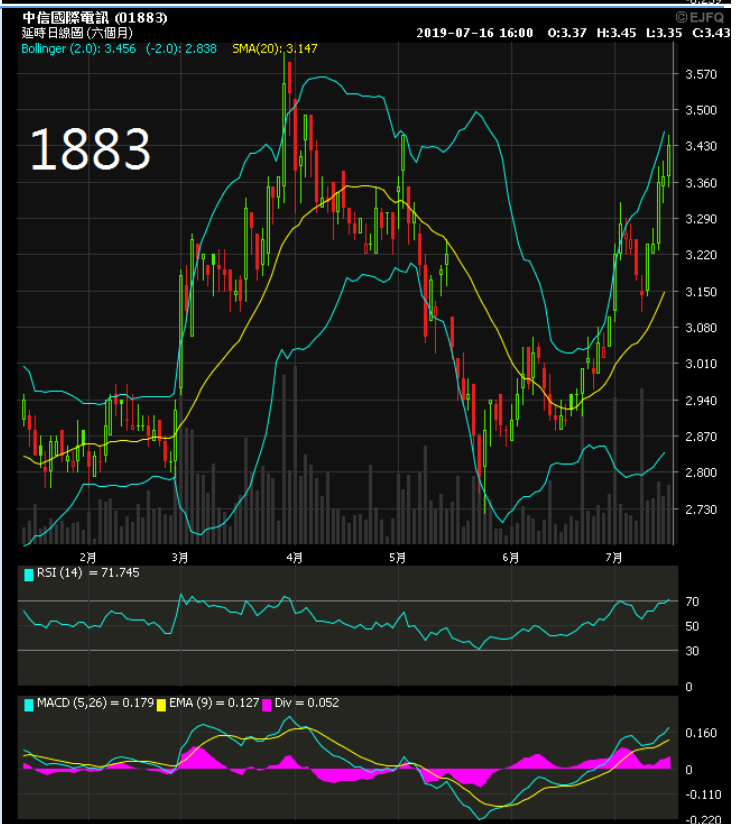 -0.239
中信國際電訊 (01883)
©EJFQ
延時日線圖 (六個月)
2019-07-16 16:00 O:3.37 H:3.45 L:3.35 C:3.43
Bollinger (2.0): 3.456 (-2.0): 2.838 SMA(20): 3.147
1883
3.570
3.500
3.430
3.360
3.290
3.220
3.150
3.080
3.010
2.940
2.870
2.800
2.730
2月 3月 4月 5月 6月 7月
RSI (14) = 71.745
70
50
30
0
MACD (5,26) = 0.179 EMA (9) = 0.127 Div = 0.052
0.160
0
-0.110
-0.220